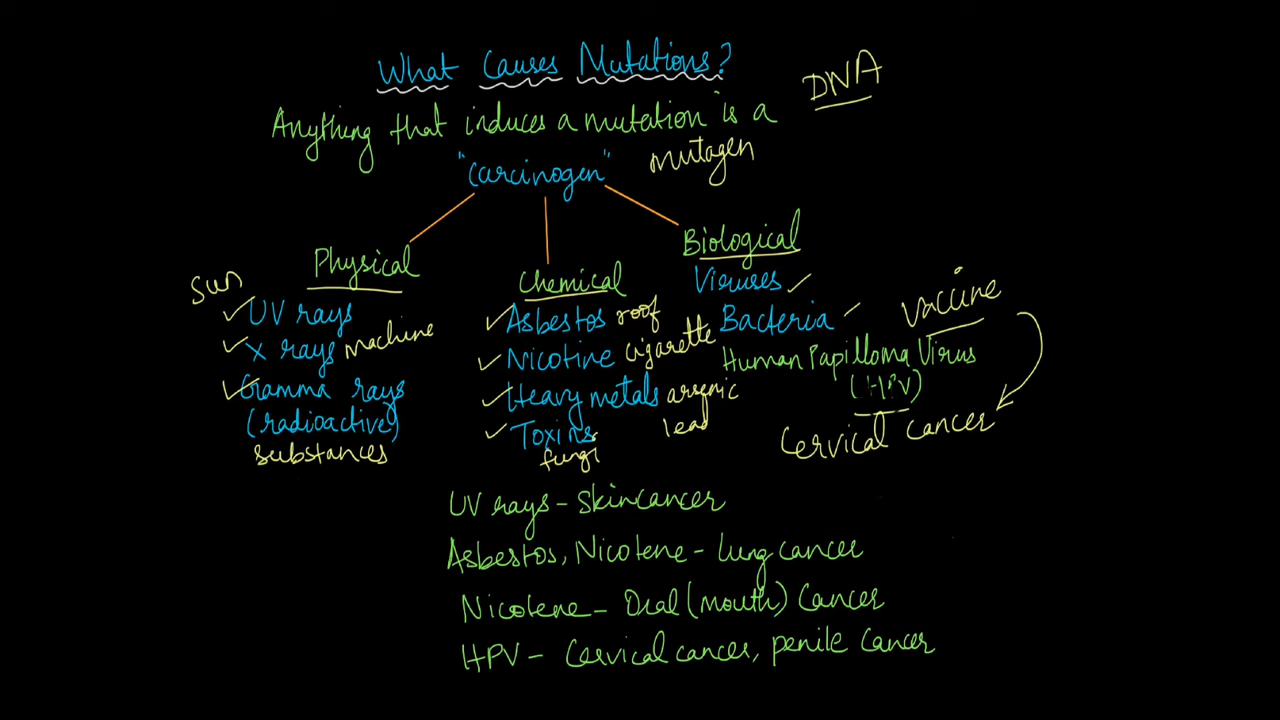 What Causes Mutations?
DNA
Anything that induces a mutation is a
"Carcinogen" mutagen
Physical
Sun
UV rays
X rays machine
Gamma rays
(radioactive)
substances
Chemical
Asbestos roof
Nicotine cigarette
Heavy metals arsenic
lead
Toxins
fungi
Biological
Viruses
Bacteria
Vaccine
Human Papilloma Virus
(HPV)
Cervical cancer
UV rays - Skin cancer
Asbestos, Nicotene - lung cancer
Nicotene - Oral (mouth) Cancer
HPV - Cervical cancer, penile Cancer